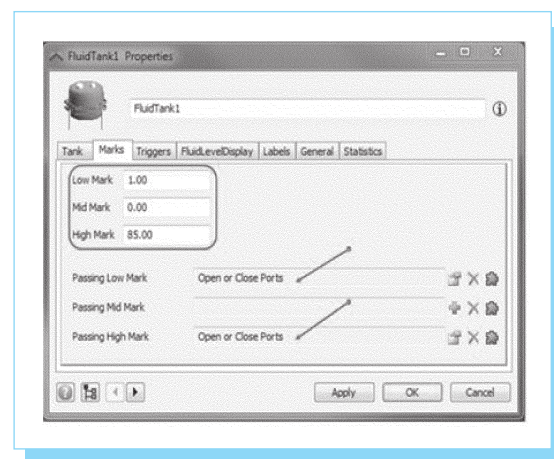 FluidTank1 Properties
FluidTank1
Tank Marks Triggers FluidLevelDisplay Labels General Statistics
Low Mark 1.00
Mid Mark 0.00
High Mark 85.00
Passing Low Mark Open or Close Ports
Passing Mid Mark
Passing High Mark Open or Close Ports
Apply OK Cancel